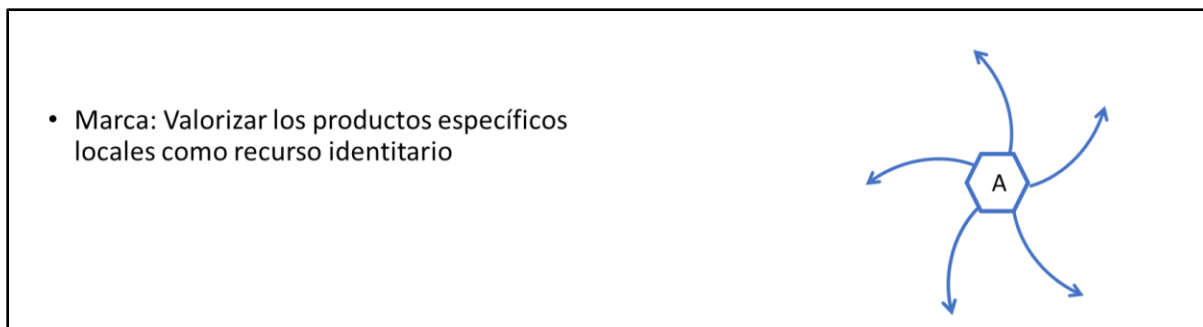 • Marca: Valorizar los productos específicos
locales como recurso identitario
A